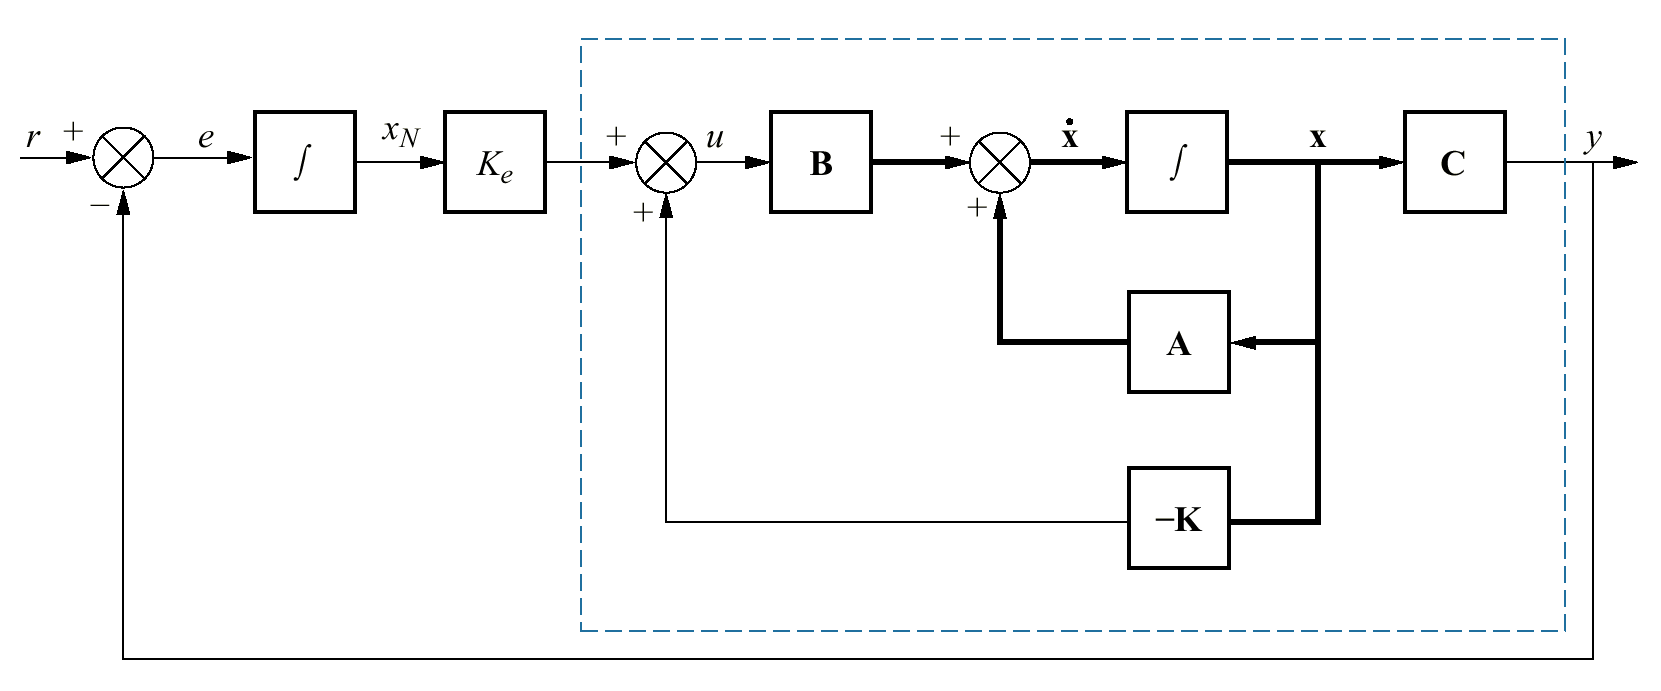 r + e ∫ x_N K_e + u B + ẋ ∫ x C y
− + +
A
−K